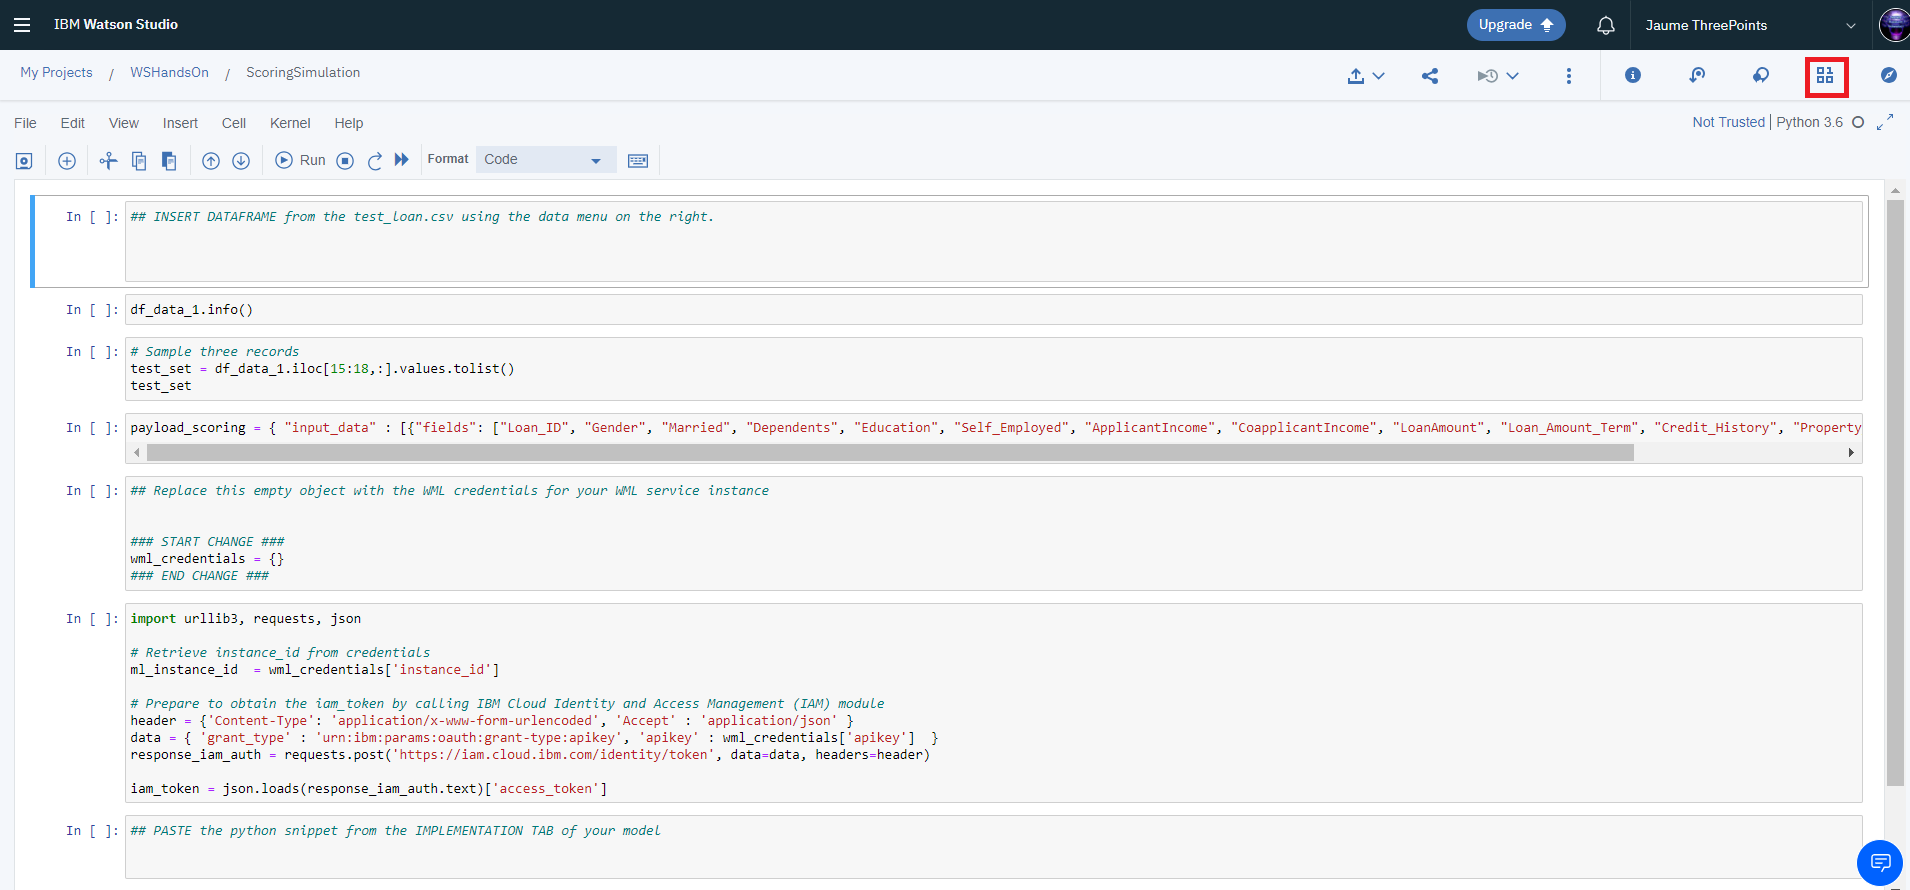 IBM Watson Studio
Upgrade
Jaume ThreePoints
My Projects / WSHandsOn / ScoringSimulation
File Edit View Insert Cell Kernel Help
Not Trusted | Python 3.6
Run
Format
Code
In [ ]: ## INSERT DATAFRAME from the test_loan.csv using the data menu on the right.
In [ ]: df_data_1.info()
In [ ]: # Sample three records
test_set = df_data_1.iloc[15:18,:].values.tolist()
test_set
In [ ]: payload_scoring = { "input_data" : [{"fields": ["Loan_ID", "Gender", "Married", "Dependents", "Education", "Self_Employed", "ApplicantIncome", "CoapplicantIncome", "LoanAmount", "Loan_Amount_Term", "Credit_History", "Property
In [ ]: ## Replace this empty object with the WML credentials for your WML service instance
### START CHANGE ###
wml_credentials = {}
### END CHANGE ###
In [ ]: import urllib3, requests, json
# Retrieve instance_id from credentials
ml_instance_id  = wml_credentials['instance_id']
# Prepare to obtain the iam_token by calling IBM Cloud Identity and Access Management (IAM) module
header = {'Content-Type': 'application/x-www-form-urlencoded', 'Accept' : 'application/json' }
data = { 'grant_type' : 'urn:ibm:params:oauth:grant-type:apikey', 'apikey' : wml_credentials['apikey']  }
response_iam_auth = requests.post('https://iam.cloud.ibm.com/identity/token', data=data, headers=header)
iam_token = json.loads(response_iam_auth.text)['access_token']
In [ ]: ## PASTE the python snippet from the IMPLEMENTATION TAB of your model